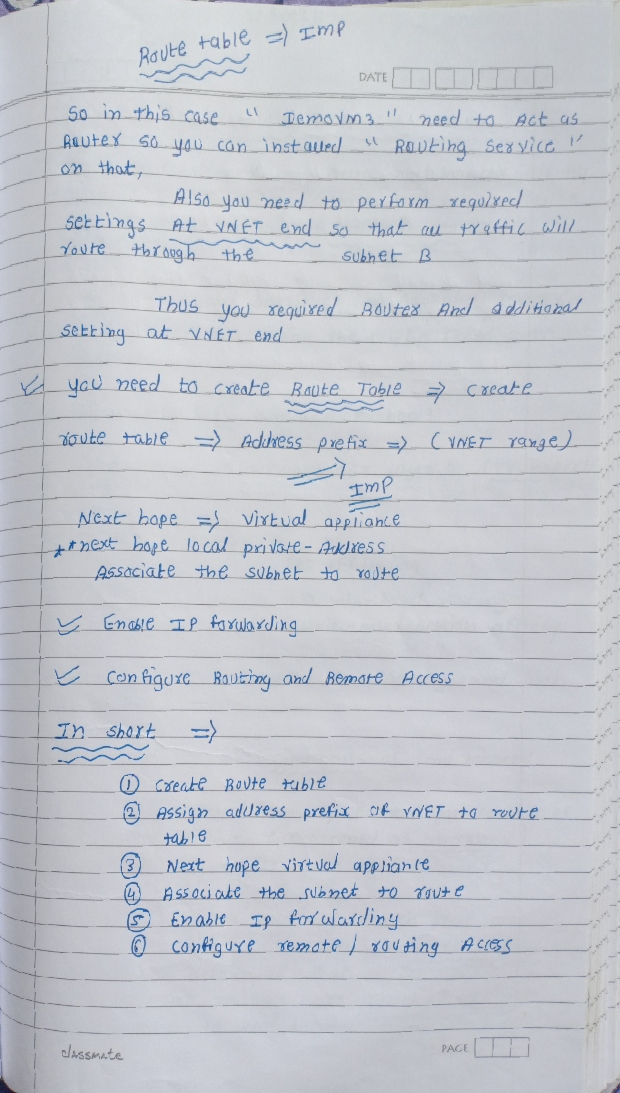 Route table => Imp
DATE
So in this case " Demovm3 " need to Act as
Router so you can installed " Routing Service "
on that,
Also you need to perform required
settings At VNET end so that all traffic will
route through the subnet B
Thus you required Router And additional
setting at VNET end
you need to create Route Table => create
route table => Address prefix => (VNET range)
Imp
Next hope => virtual appliance
**next hope local private-Address
Associate the subnet to route
Enable IP forwarding
Configure Routing and Remote Access
In short =>
1 Create Route table
2 Assign address prefix of VNET to route
table
3 Next hope virtual appliance
4 Associate the subnet to route
5 Enable Ip forwarding
6 Configure remote / routing Access
classmate
PAGE